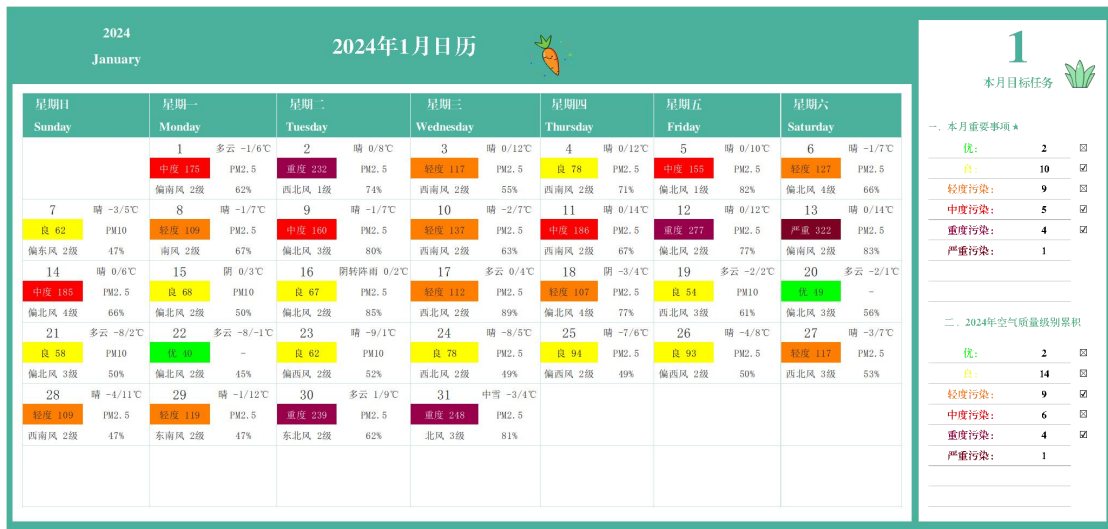 2024
January
2024年1月日历
星期日 星期一 星期二 星期三 星期四 星期五 星期六
Sunday Monday Tuesday Wednesday Thursday Friday Saturday
1 多云 -1/6℃ 2 晴 0/8℃ 3 晴 0/12℃ 4 晴 0/12℃ 5 晴 0/10℃ 6 晴 -1/7℃
中度 175 PM2.5 重度 232 PM2.5 轻度 117 PM2.5 良 78 PM2.5 中度 155 PM2.5 轻度 127 PM2.5
偏南风 2级 62% 西北风 1级 74% 西南风 2级 55% 西南风 2级 71% 偏北风 1级 82% 偏北风 4级 66%
7 晴 -3/5℃ 8 晴 -1/7℃ 9 晴 -1/7℃ 10 晴 -2/7℃ 11 晴 0/14℃ 12 晴 0/12℃ 13 晴 0/14℃
良 62 PM10 轻度 109 PM2.5 中度 160 PM2.5 轻度 137 PM2.5 中度 186 PM2.5 重度 277 PM2.5 严重 322 PM2.5
偏东风 2级 47% 南风 2级 67% 偏北风 3级 80% 西南风 2级 63% 西南风 2级 67% 偏北风 2级 77% 偏南风 2级 83%
14 晴 0/6℃ 15 阴 0/3℃ 16 阴转阵雨 0/2℃ 17 多云 0/4℃ 18 阴 -3/4℃ 19 多云 -2/2℃ 20 多云 -2/1℃
中度 185 PM2.5 良 68 PM10 良 67 PM2.5 轻度 112 PM2.5 轻度 107 PM2.5 良 54 PM10 优 49 -
偏北风 4级 66% 偏北风 2级 50% 偏北风 2级 85% 西南风 2级 89% 偏北风 4级 77% 西北风 3级 61% 偏北风 3级 56%
21 多云 -8/2℃ 22 多云 -8/-1℃ 23 晴 -9/1℃ 24 晴 -8/5℃ 25 晴 -7/6℃ 26 晴 -4/8℃ 27 晴 -3/7℃
良 58 PM10 优 40 - 良 62 PM10 良 78 PM2.5 良 94 PM2.5 良 93 PM2.5 轻度 117 PM2.5
偏北风 3级 50% 偏北风 2级 45% 偏西风 2级 52% 西北风 2级 49% 偏西风 2级 49% 偏西风 2级 50% 西北风 3级 53%
28 晴 -4/11℃ 29 晴 -1/12℃ 30 多云 1/9℃ 31 中雪 -3/4℃
轻度 109 PM2.5 轻度 119 PM2.5 重度 239 PM2.5 重度 248 PM2.5
西南风 2级 47% 东南风 2级 47% 东北风 2级 62% 北风 3级 81%
1
本月目标任务
一. 本月重要事项★
优: 2 ☒
良: 10 ☑
轻度污染: 9 ☒
中度污染: 5 ☑
重度污染: 4 ☑
严重污染: 1
二. 2024年空气质量级别累积
优: 2 ☒
良: 14 ☒
轻度污染: 9 ☑
中度污染: 6 ☒
重度污染: 4 ☑
严重污染: 1